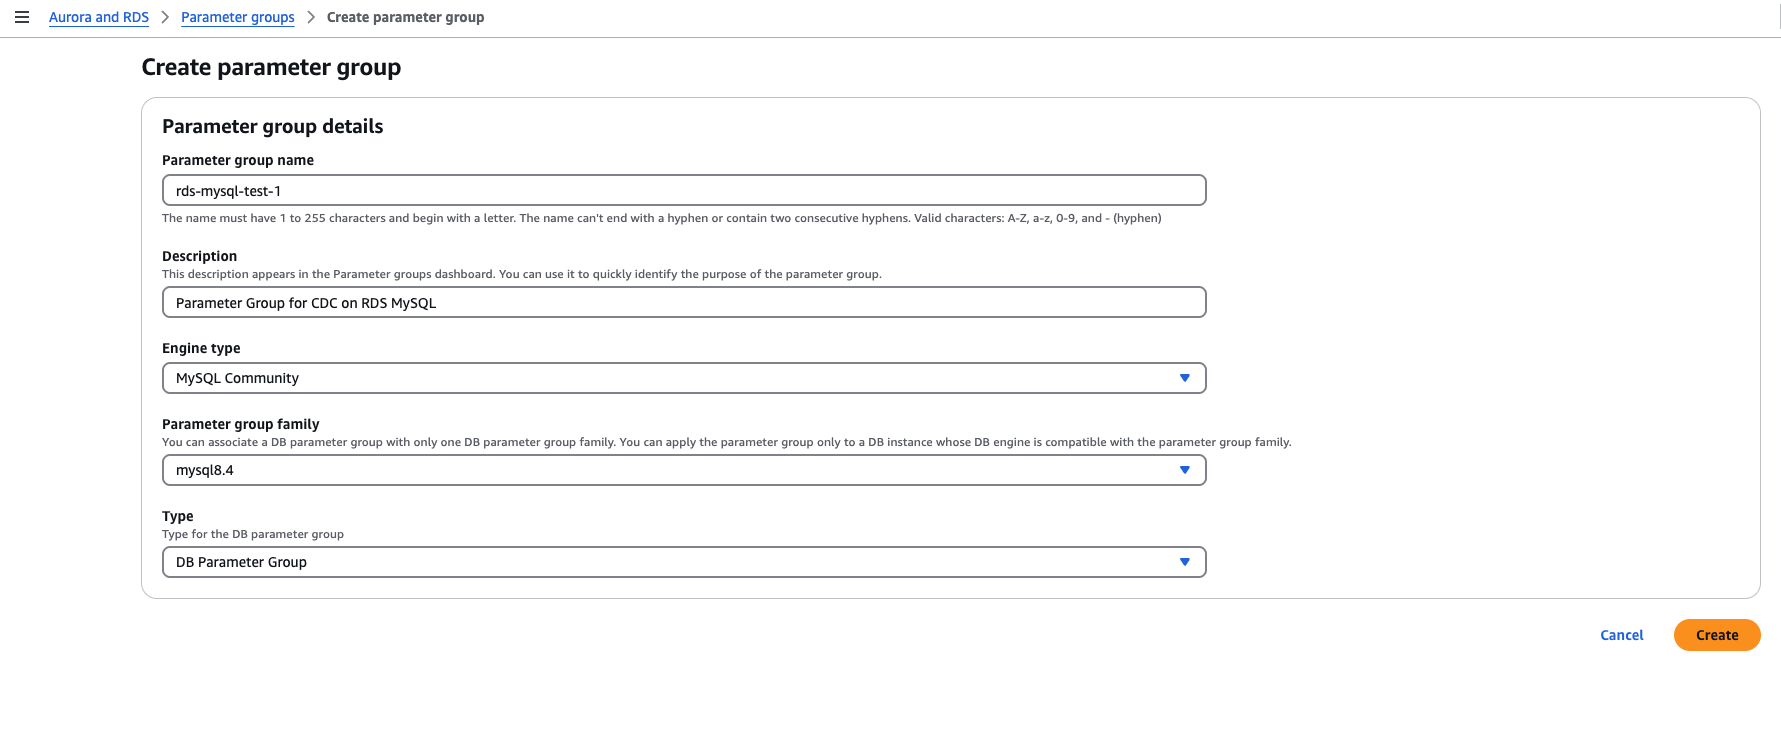 Aurora and RDS > Parameter groups > Create parameter group
Create parameter group
Parameter group details
Parameter group name
rds-mysql-test-1
The name must have 1 to 255 characters and begin with a letter. The name can't end with a hyphen or contain two consecutive hyphens. Valid characters: A-Z, a-z, 0-9, and - (hyphen)
Description
This description appears in the Parameter groups dashboard. You can use it to quickly identify the purpose of the parameter group.
Parameter Group for CDC on RDS MySQL
Engine type
MySQL Community
Parameter group family
You can associate a DB parameter group with only one DB parameter group family. You can apply the parameter group only to a DB instance whose DB engine is compatible with the parameter group family.
mysql8.4
Type
Type for the DB parameter group
DB Parameter Group
Cancel
Create